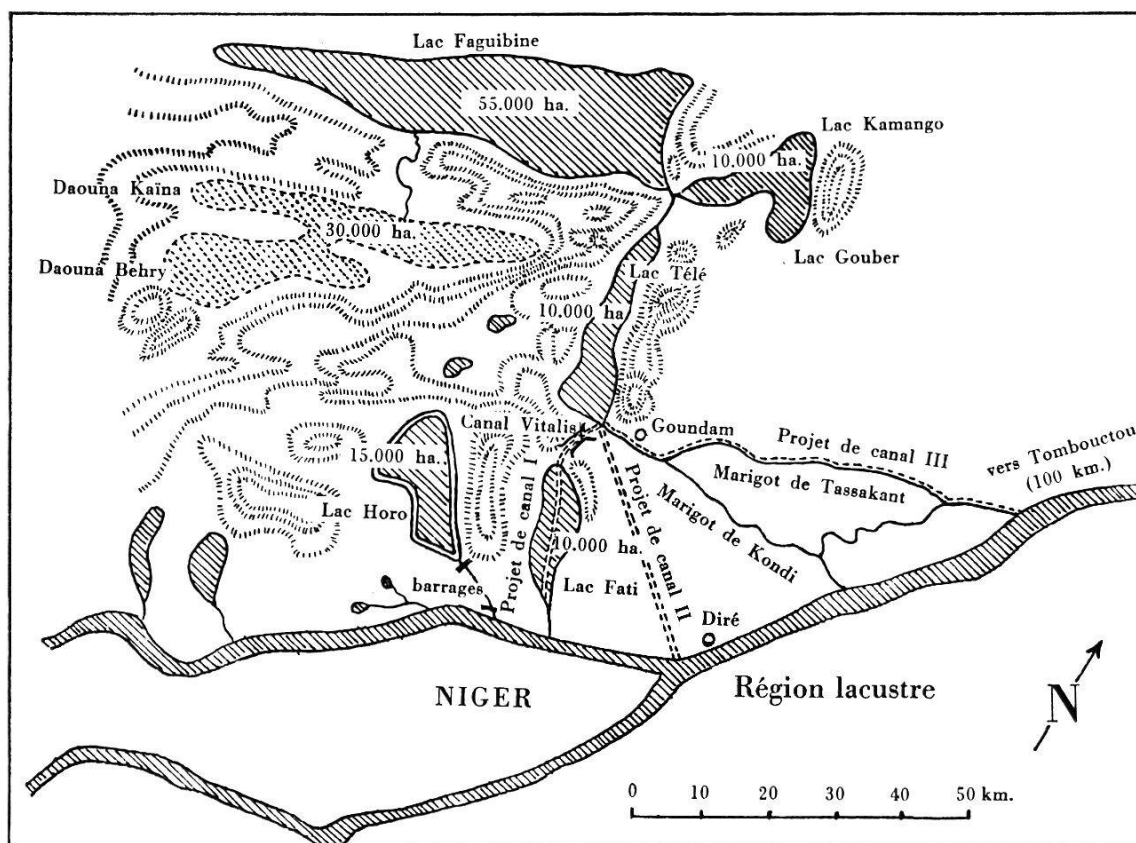 Lac Faguibine
55.000 ha.
Lac Kamango
10.000 ha.
Daouna Kaïna
30.000 ha.
Lac Gouber
Daouna Behry
Lac Télé
10.000 ha
Canal Vitalis
Goundam
Projet de canal III
vers Tombouctou
(100 km.)
15.000 ha.
Marigot de Tassakant
Lac Horo
Projet de canal I
Projet de canal II
Marigot de Kondi
10.000 ha.
barrages
Lac Fati
Diré
NIGER
Région lacustre
N
0 10 20 30 40 50 km.